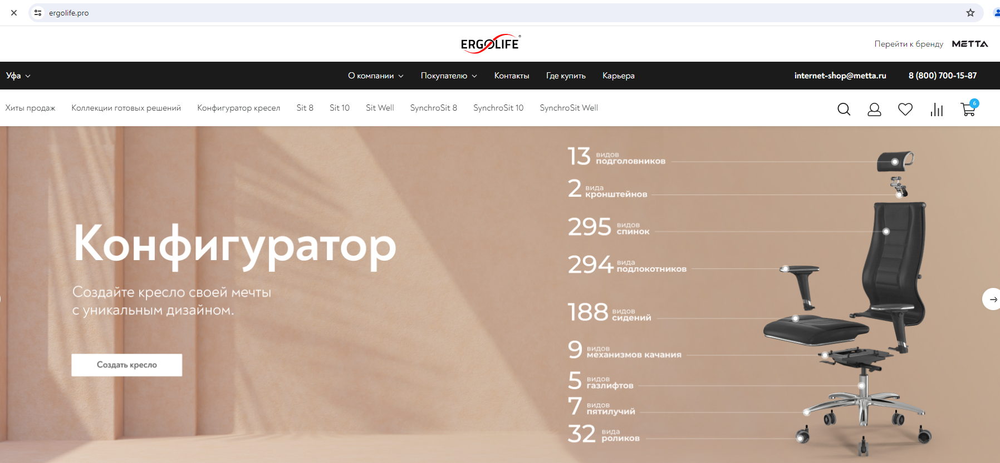 ergolife.pro
ERGOLIFE®
Перейти к бренду METTA
Уфа
О компании Покупателю Контакты Где купить Карьера
internet-shop@metta.ru 8 (800) 700-15-87
Хиты продаж Коллекции готовых решений Конфигуратор кресел Sit 8 Sit 10 Sit Well SynchroSit 8 SynchroSit 10 SynchroSit Well
6
Конфигуратор
Создайте кресло своей мечты
с уникальным дизайном.
Создать кресло
13 видов
подголовников
2 вида
кронштейнов
295 видов
спинок
294 вида
подлокотников
188 видов
сидений
9 видов
механизмов качания
5 видов
газлифтов
7 видов
пятилучий
32 вида
роликов